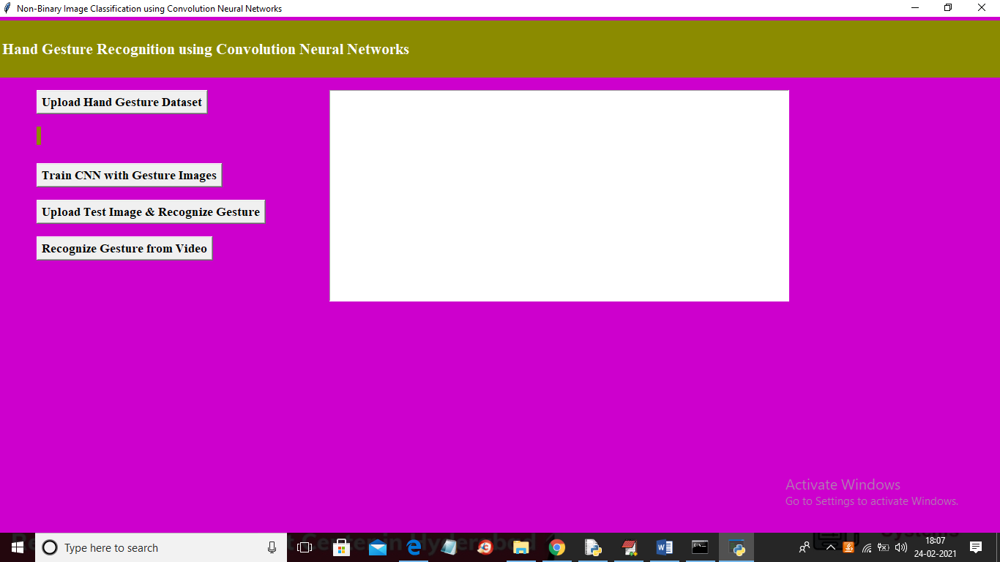 Non-Binary Image Classification using Convolution Neural Networks
Hand Gesture Recognition using Convolution Neural Networks
Upload Hand Gesture Dataset
Train CNN with Gesture Images
Upload Test Image & Recognize Gesture
Recognize Gesture from Video
Activate Windows
Go to Settings to activate Windows.
Type here to search
18:07
24-02-2021